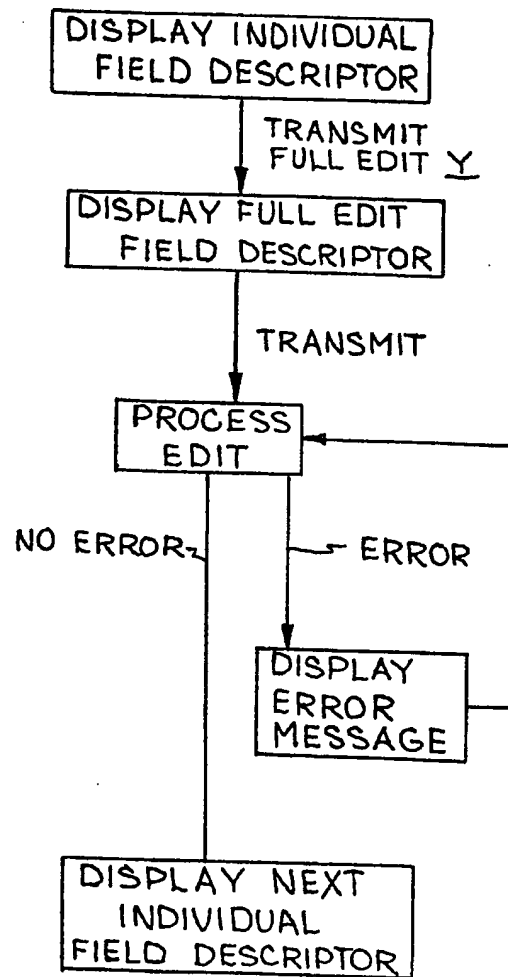 DISPLAY INDIVIDUAL
FIELD DESCRIPTOR
TRANSMIT
FULL EDIT Y
DISPLAY FULL EDIT
FIELD DESCRIPTOR
TRANSMIT
PROCESS
EDIT
NO ERROR
ERROR
DISPLAY
ERROR
MESSAGE
DISPLAY NEXT
INDIVIDUAL
FIELD DESCRIPTOR